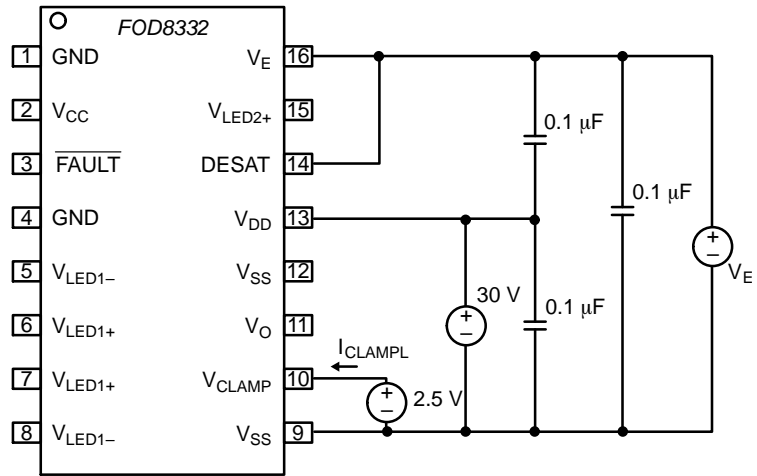 FOD8332
1 GND VE 16
2 VCC VLED2+ 15
3 FAULT DESAT 14
4 GND VDD 13
5 VLED1– VSS 12
6 VLED1+ VO 11
7 VLED1+ VCLAMP 10
8 VLED1– VSS 9
0.1 μF
0.1 μF
+
–
VE
30 V
+
–
0.1 μF
ICLAMPL
+
–
2.5 V